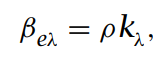 β_{eλ} = ρk_λ,